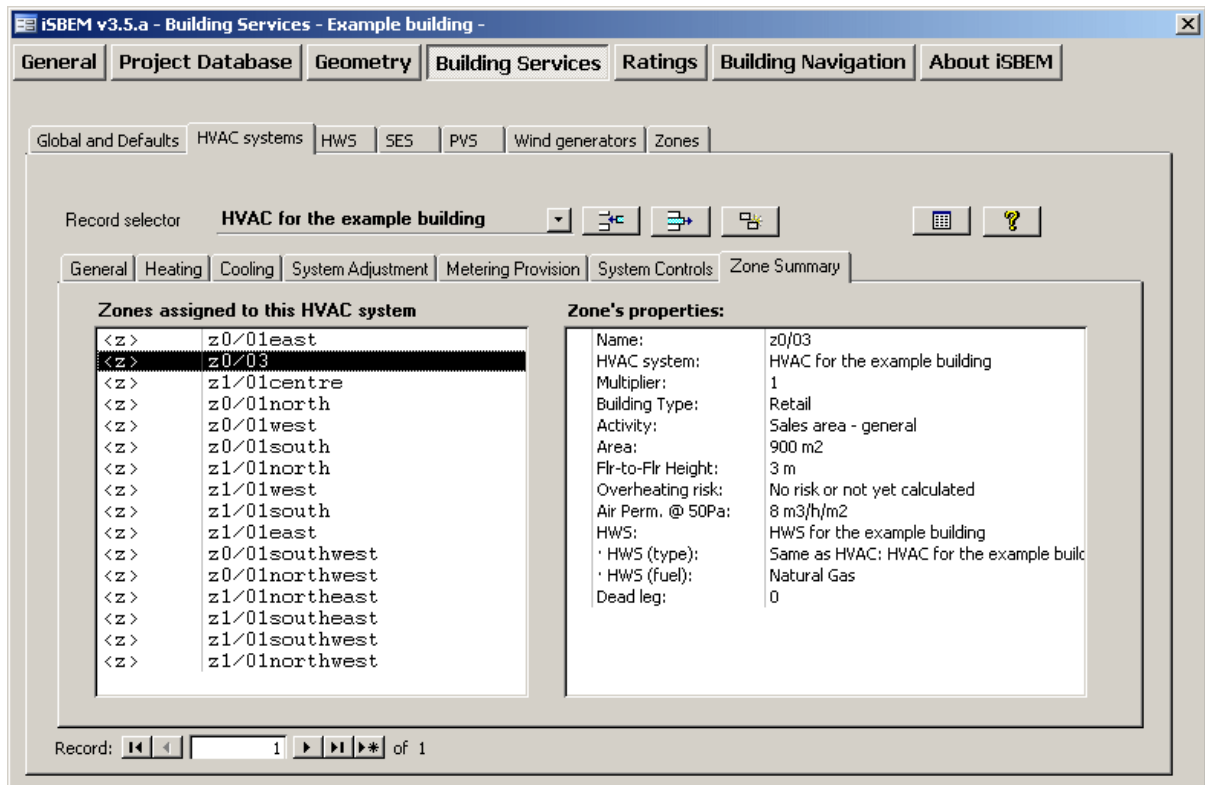 iSBEM v3.5.a - Building Services - Example building -
General Project Database Geometry Building Services Ratings Building Navigation About iSBEM
Global and Defaults HVAC systems HWS SES PVS Wind generators Zones
Record selector HVAC for the example building
General Heating Cooling System Adjustment Metering Provision System Controls Zone Summary
Zones assigned to this HVAC system
<z> z0/01east
<z> z0/03
<z> z1/01centre
<z> z0/01north
<z> z0/01west
<z> z0/01south
<z> z1/01north
<z> z1/01west
<z> z1/01south
<z> z1/01east
<z> z0/01southwest
<z> z0/01northwest
<z> z1/01northeast
<z> z1/01southeast
<z> z1/01southwest
<z> z1/01northwest
Zone's properties:
Name: z0/03
HVAC system: HVAC for the example building
Multiplier: 1
Building Type: Retail
Activity: Sales area - general
Area: 900 m2
Flr-to-Flr Height: 3 m
Overheating risk: No risk or not yet calculated
Air Perm. @ 50Pa: 8 m3/h/m2
HWS: HWS for the example building
· HWS (type): Same as HVAC: HVAC for the example builc
· HWS (fuel): Natural Gas
Dead leg: 0
Record: 1 of 1